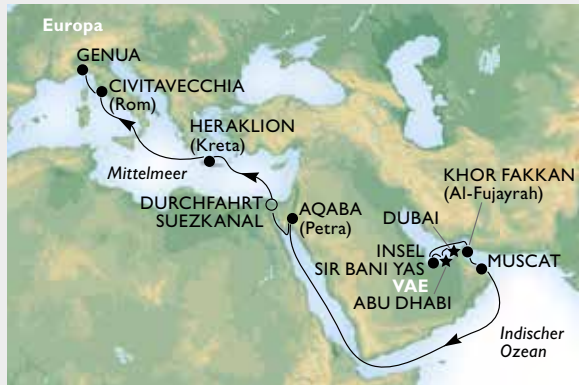 Europa
GENUA
CIVITAVECCHIA
(Rom)
HERAKLION
(Kreta)
Mittelmeer
DURCHFAHRT
SUEZKANAL
AQABA
(Petra)
KHOR FAKKAN
(Al-Fujayrah)
DUBAI
INSEL
SIR BANI YAS
MUSCAT
VAE
ABU DHABI
Indischer
Ozean